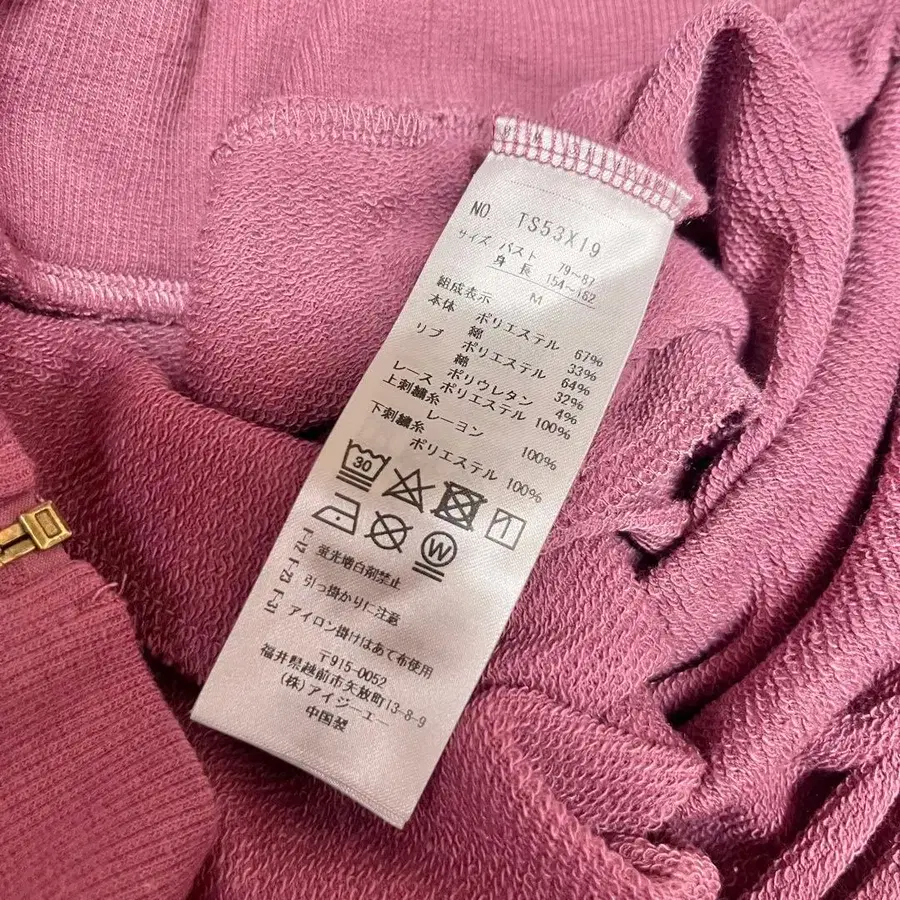 NO. TS53X19
サイズ バスト 79~87
身長 154~162
M
組成表示
本体 ポリエステル 67%
綿 33%
リブ ポリエステル 64%
綿 32%
ポリウレタン 4%
レース ポリエステル 100%
上刺繍糸 レーヨン 100%
下刺繍糸 ポリエステル 100%
30
W
T-12 蛍光増白剤禁止
T-23 引っ掛かりに注意
T-31 アイロン掛けはあて布使用
〒915-0052
福井県越前市矢放町13-8-9
(株)アイジーエー
中国製